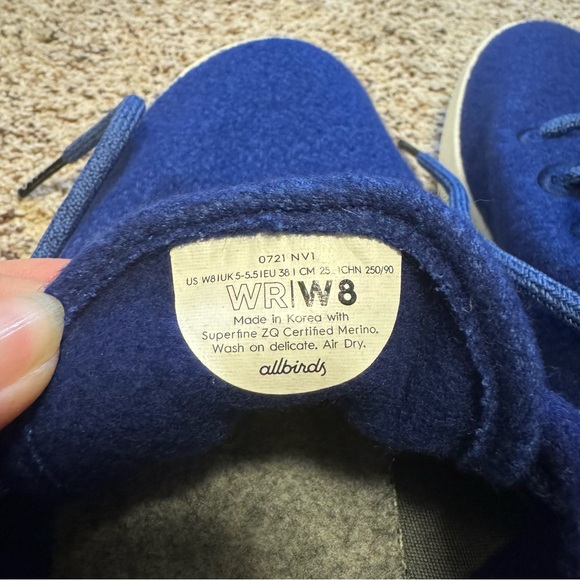 0721 NV1
US W8|UK 5-5.5|EU 38| CM 25 |CHN 250/90
WR|W8
Made in Korea with
Superfine ZQ Certified Merino.
Wash on delicate. Air Dry.
allbirds